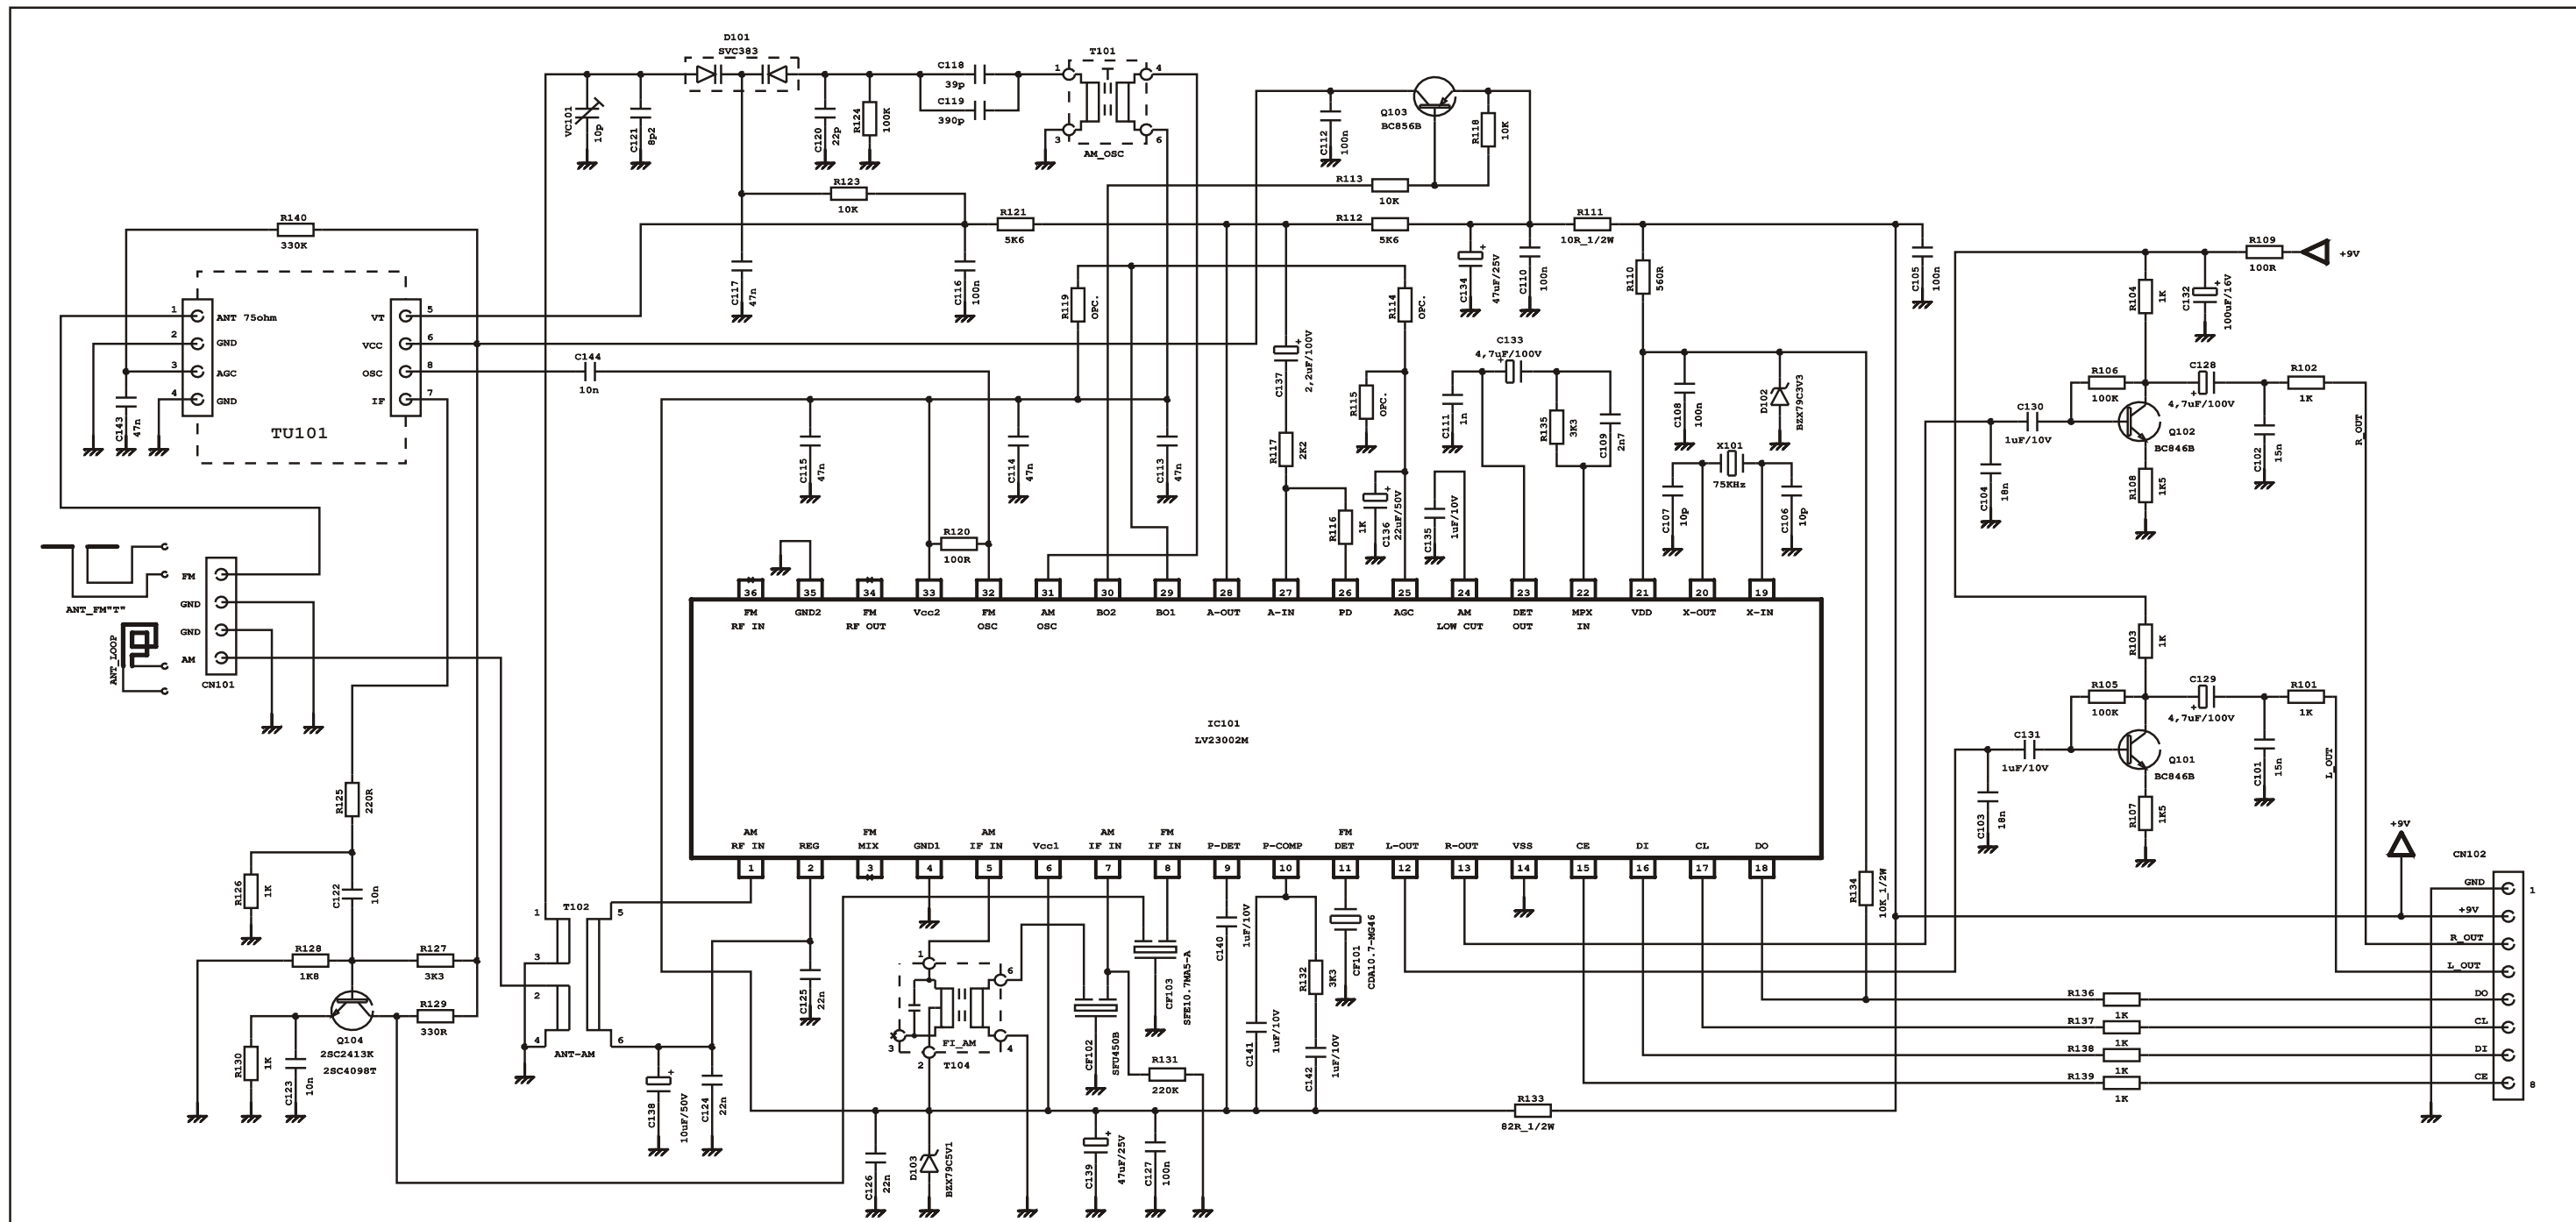 D101
SVC383
VC101
10p
C121
8p2
C120
22p
R124
100K
C118
39p
C119
390p
T101
1
4
3
6
AM_OSC
C112
100n
Q103
BC856B
R118
10K
R123
10K
R113
10K
R140
330K
R121
5K6
R112
5K6
R111
10R_1/2W
C117
47n
C116
100n
R119
OPC.
R114
OPC.
C134
47uF/25V
+
C110
100n
R110
560R
C105
100n
R109
100R
+9V
R104
1K
C132
100uF/16V
+
1
ANT 75ohm
2
GND
3
AGC
4
GND
VT
5
VCC
6
OSC
8
IF
7
TU101
C143
47n
C144
10n
C137
2,2uF/100V
+
C133
4,7uF/100V
+
R115
OPC.
C111
1n
R135
3K3
C109
2n7
C108
100n
D102
BZX79C3V3
R106
100K
C128
4,7uF/100V
+
R102
1K
C130
1uF/10V
Q102
BC846B
R_OUT
C102
15n
C104
18n
R108
1K5
C115
47n
C114
47n
C113
47n
R117
2K2
R116
1K
C136
22uF/50V
+
C135
1uF/10V
X101
75KHz
C107
10p
C106
10p
R120
100R
ANT_FM"T"
ANT_LOOP
FM
GND
GND
AM
CN101
36
35
34
33
32
31
30
29
28
27
26
25
24
23
22
21
20
19
FM
RF IN
GND2
FM
RF OUT
Vcc2
FM
OSC
AM
OSC
BO2
BO1
A-OUT
A-IN
PD
AGC
AM
LOW CUT
DET
OUT
MPX
IN
VDD
X-OUT
X-IN
IC101
LV23002M
R103
1K
R105
100K
C129
4,7uF/100V
+
R101
1K
C131
1uF/10V
Q101
BC846B
L_OUT
C101
15n
C103
18n
R107
1K5
AM
RF IN
REG
FM
MIX
GND1
AM
IF IN
Vcc1
AM
IF IN
FM
IF IN
P-DET
P-COMP
FM
DET
L-OUT
R-OUT
VSS
CE
DI
CL
DO
1
2
3
4
5
6
7
8
9
10
11
12
13
14
15
16
17
18
R125
220R
R126
1K
C122
10n
R128
1K8
R127
3K3
R129
330R
Q104
2SC2413K
2SC4098T
R130
1K
C123
10n
T102
1
5
3
2
4
6
ANT-AM
C138
10uF/50V
+
C124
22n
C125
22n
1
6
3
4
2
FI_AM
T104
CF102
SFU450B
CF103
SFE10.7MA5-A
R131
220K
C140
1uF/10V
C141
1uF/10V
R132
3K3
C142
1uF/10V
CF101
CDA10.7-MG46
R134
10K_1/2W
C126
22n
D103
BZX79C5V1
C139
47uF/25V
+
C127
100n
R133
82R_1/2W
R136
1K
R137
1K
R138
1K
R139
1K
+9V
CN102
GND
1
+9V
R_OUT
L_OUT
DO
CL
DI
CE
8